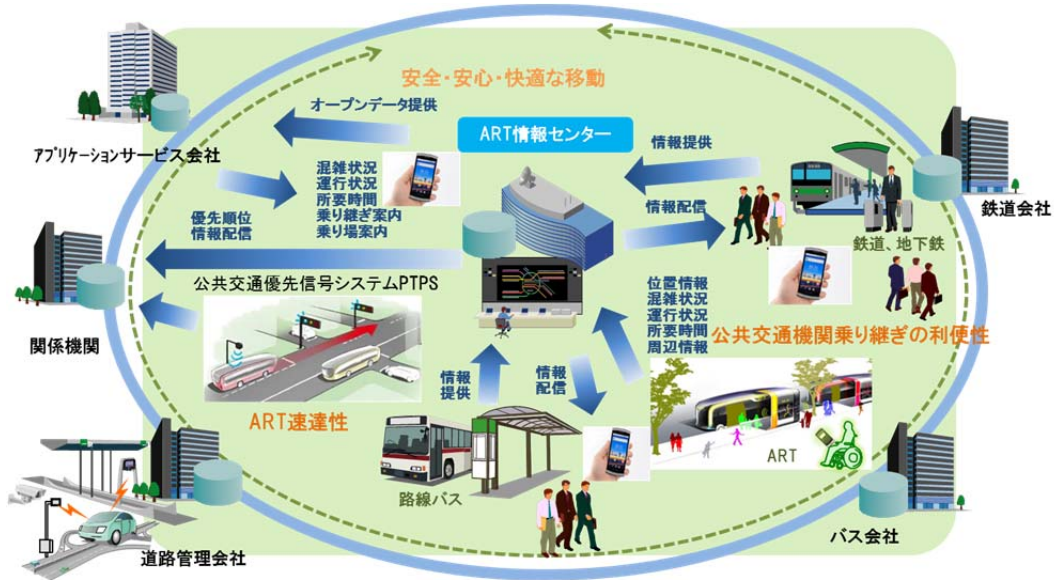 安全・安心・快適な移動
オープンデータ提供
ART情報センター
情報提供
アプリケーションサービス会社
混雑状況
運行状況
所要時間
乗り継ぎ案内
乗り場案内
優先順位
情報配信
情報配信
鉄道会社
鉄道、地下鉄
公共交通優先信号システムPTPS
位置情報
混雑状況
運行状況
所要時間
周辺情報
公共交通機関乗り継ぎの利便性
関係機関
情報
提供
情報
配信
ART速達性
ART
路線バス
バス会社
道路管理会社